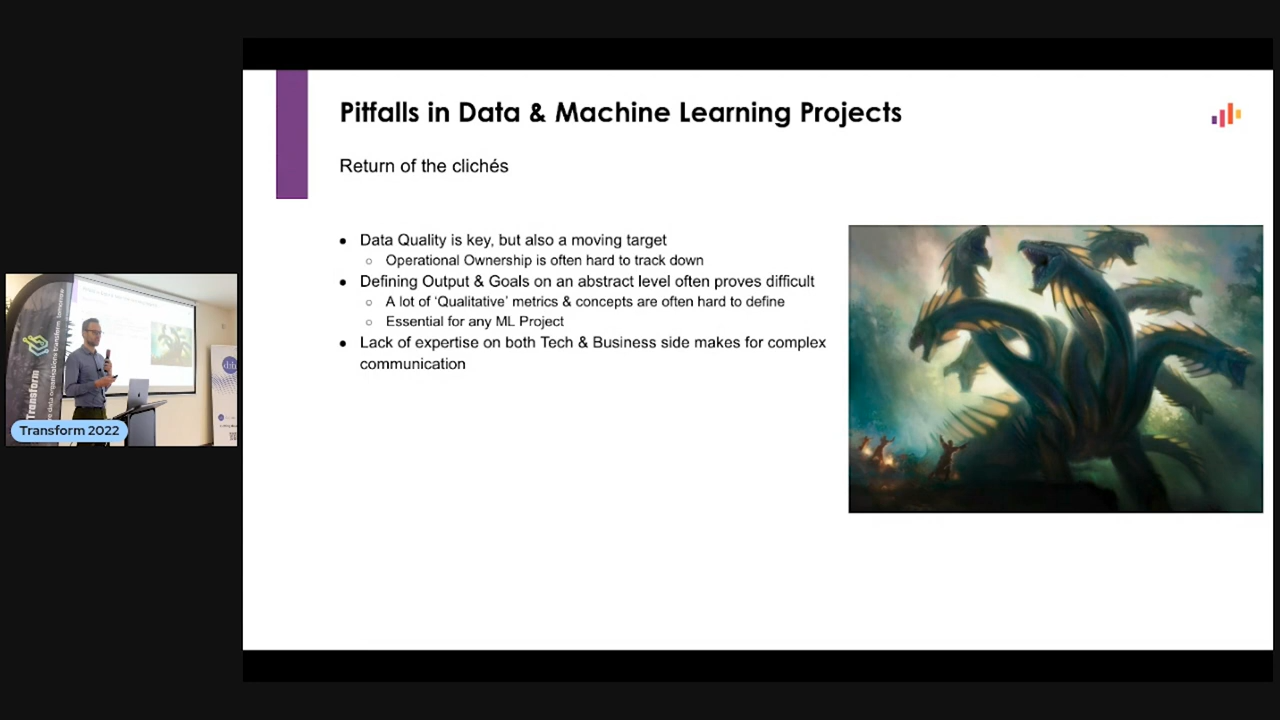 Pitfalls in Data & Machine Learning Projects
Return of the clichés
● Data Quality is key, but also a moving target
○ Operational Ownership is often hard to track down
● Defining Output & Goals on an abstract level often proves difficult
○ A lot of ‘Qualitative’ metrics & concepts are often hard to define
○ Essential for any ML Project
● Lack of expertise on both Tech & Business side makes for complex
communication
Transform
Transform 2022